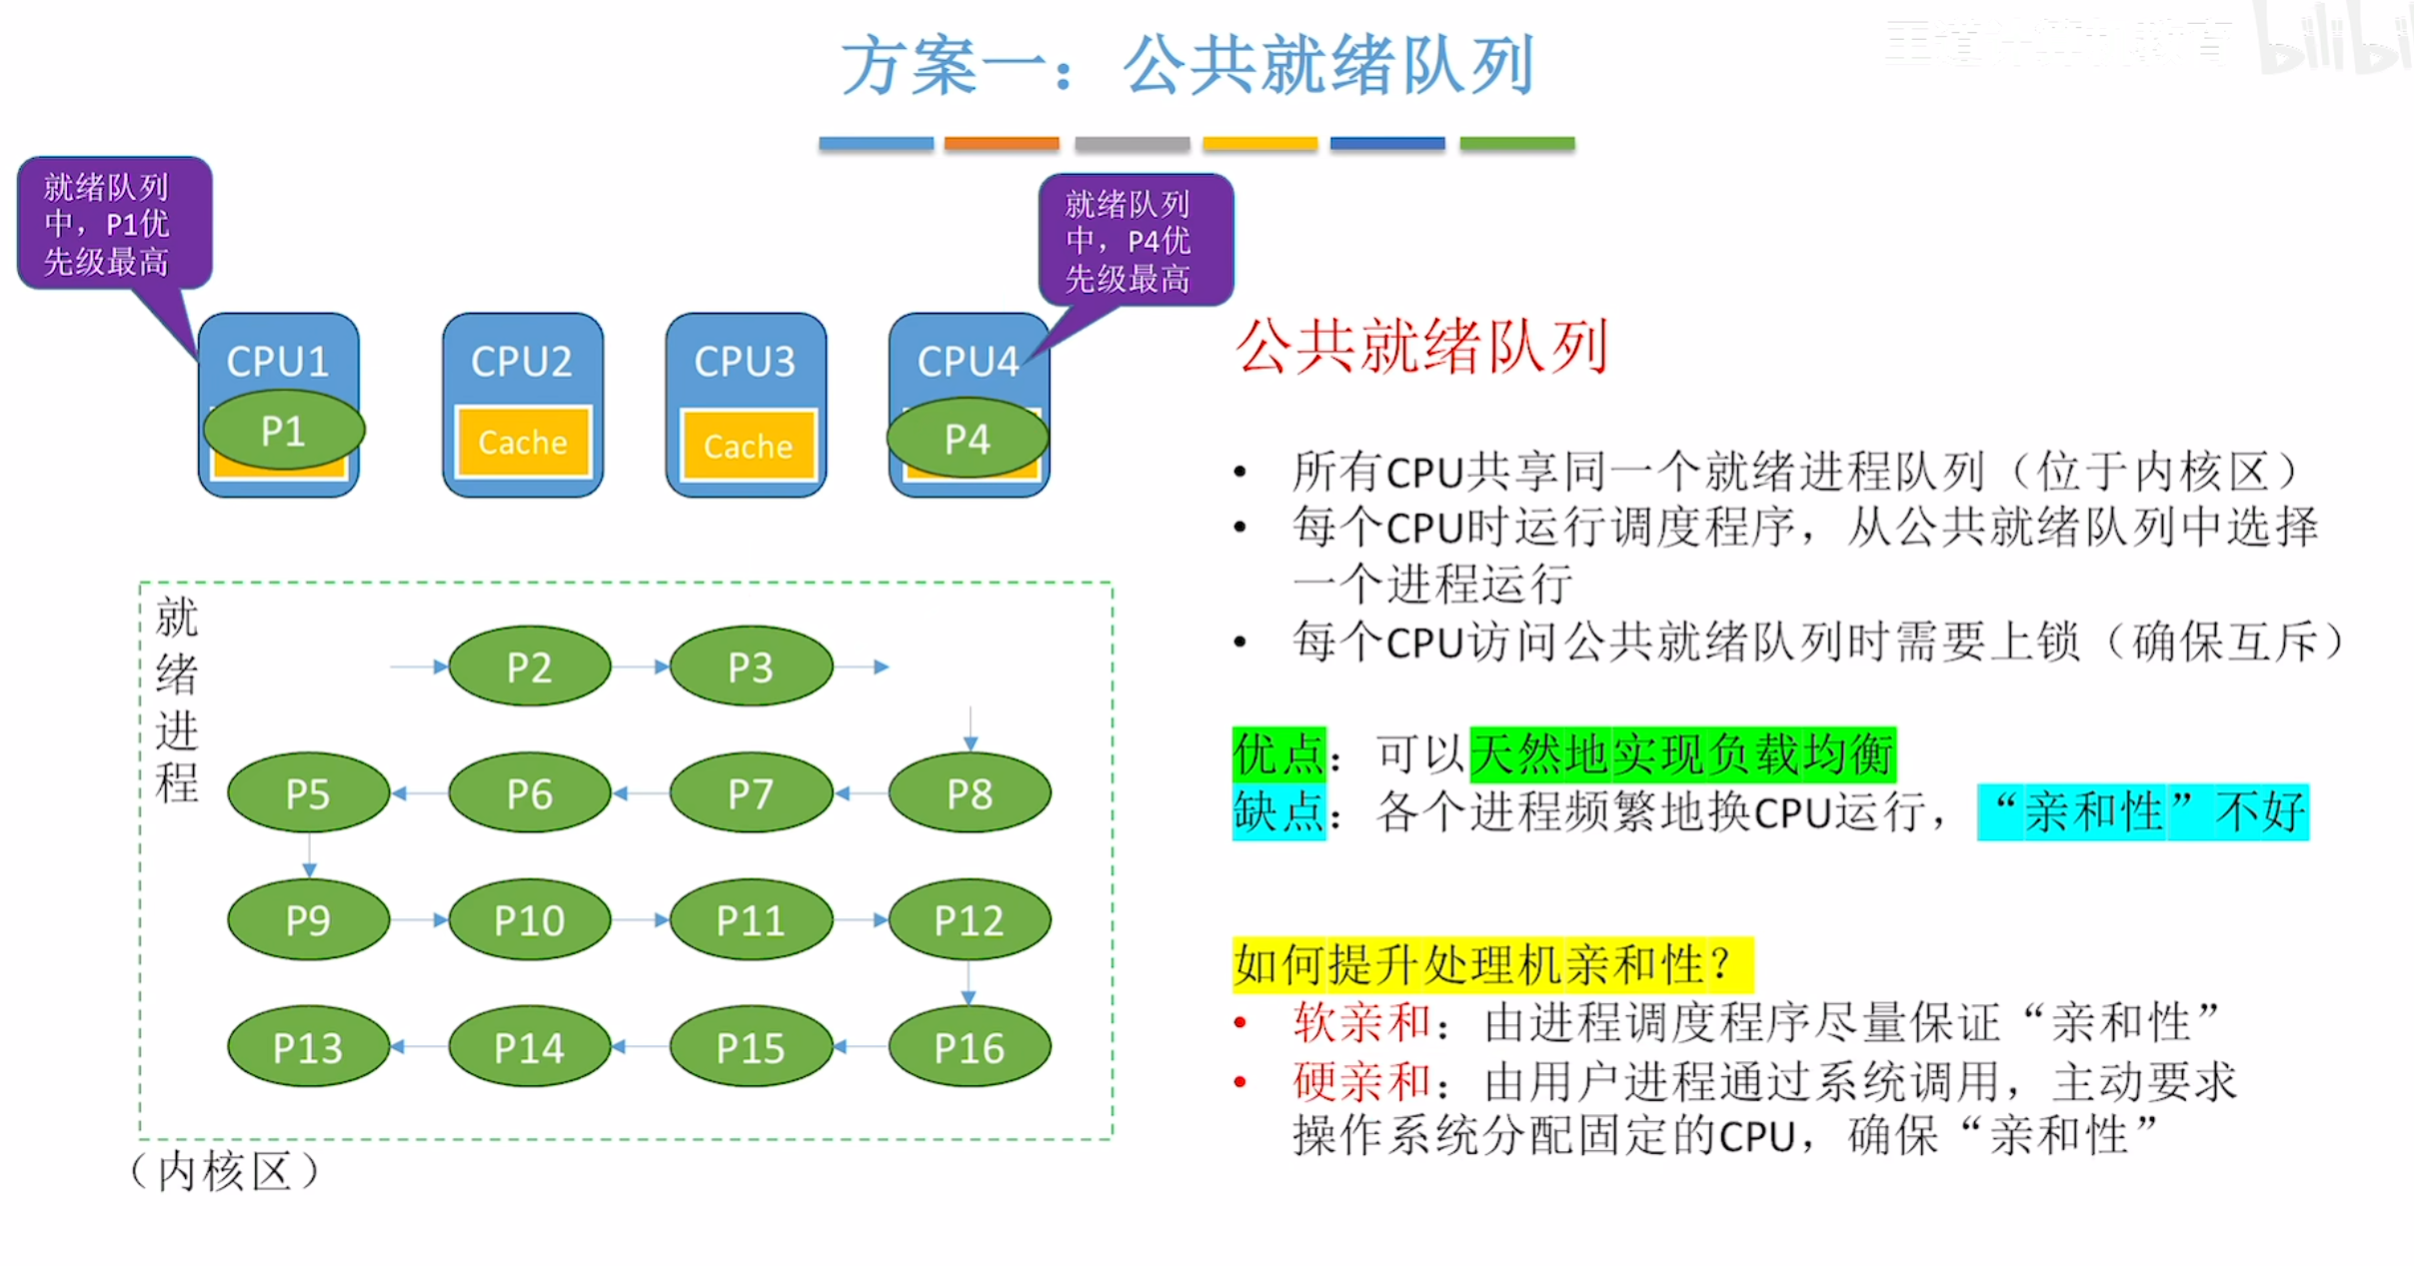 方案一：公共就绪队列
王道计算机教育
bilibili
就绪队列
中，P1优
先级最高
就绪队列
中，P4优
先级最高
CPU1
CPU2
CPU3
CPU4
P1
Cache
Cache
P4
就
绪
进
程
P2
P3
P5
P6
P7
P8
P9
P10
P11
P12
P13
P14
P15
P16
（内核区）
公共就绪队列
• 所有CPU共享同一个就绪进程队列（位于内核区）
• 每个CPU时运行调度程序，从公共就绪队列中选择
一个进程运行
• 每个CPU访问公共就绪队列时需要上锁（确保互斥）
优点：可以天然地实现负载均衡
缺点：各个进程频繁地换CPU运行，“亲和性”不好
如何提升处理机亲和性？
• 软亲和：由进程调度程序尽量保证“亲和性”
• 硬亲和：由用户进程通过系统调用，主动要求
操作系统分配固定的CPU，确保“亲和性”